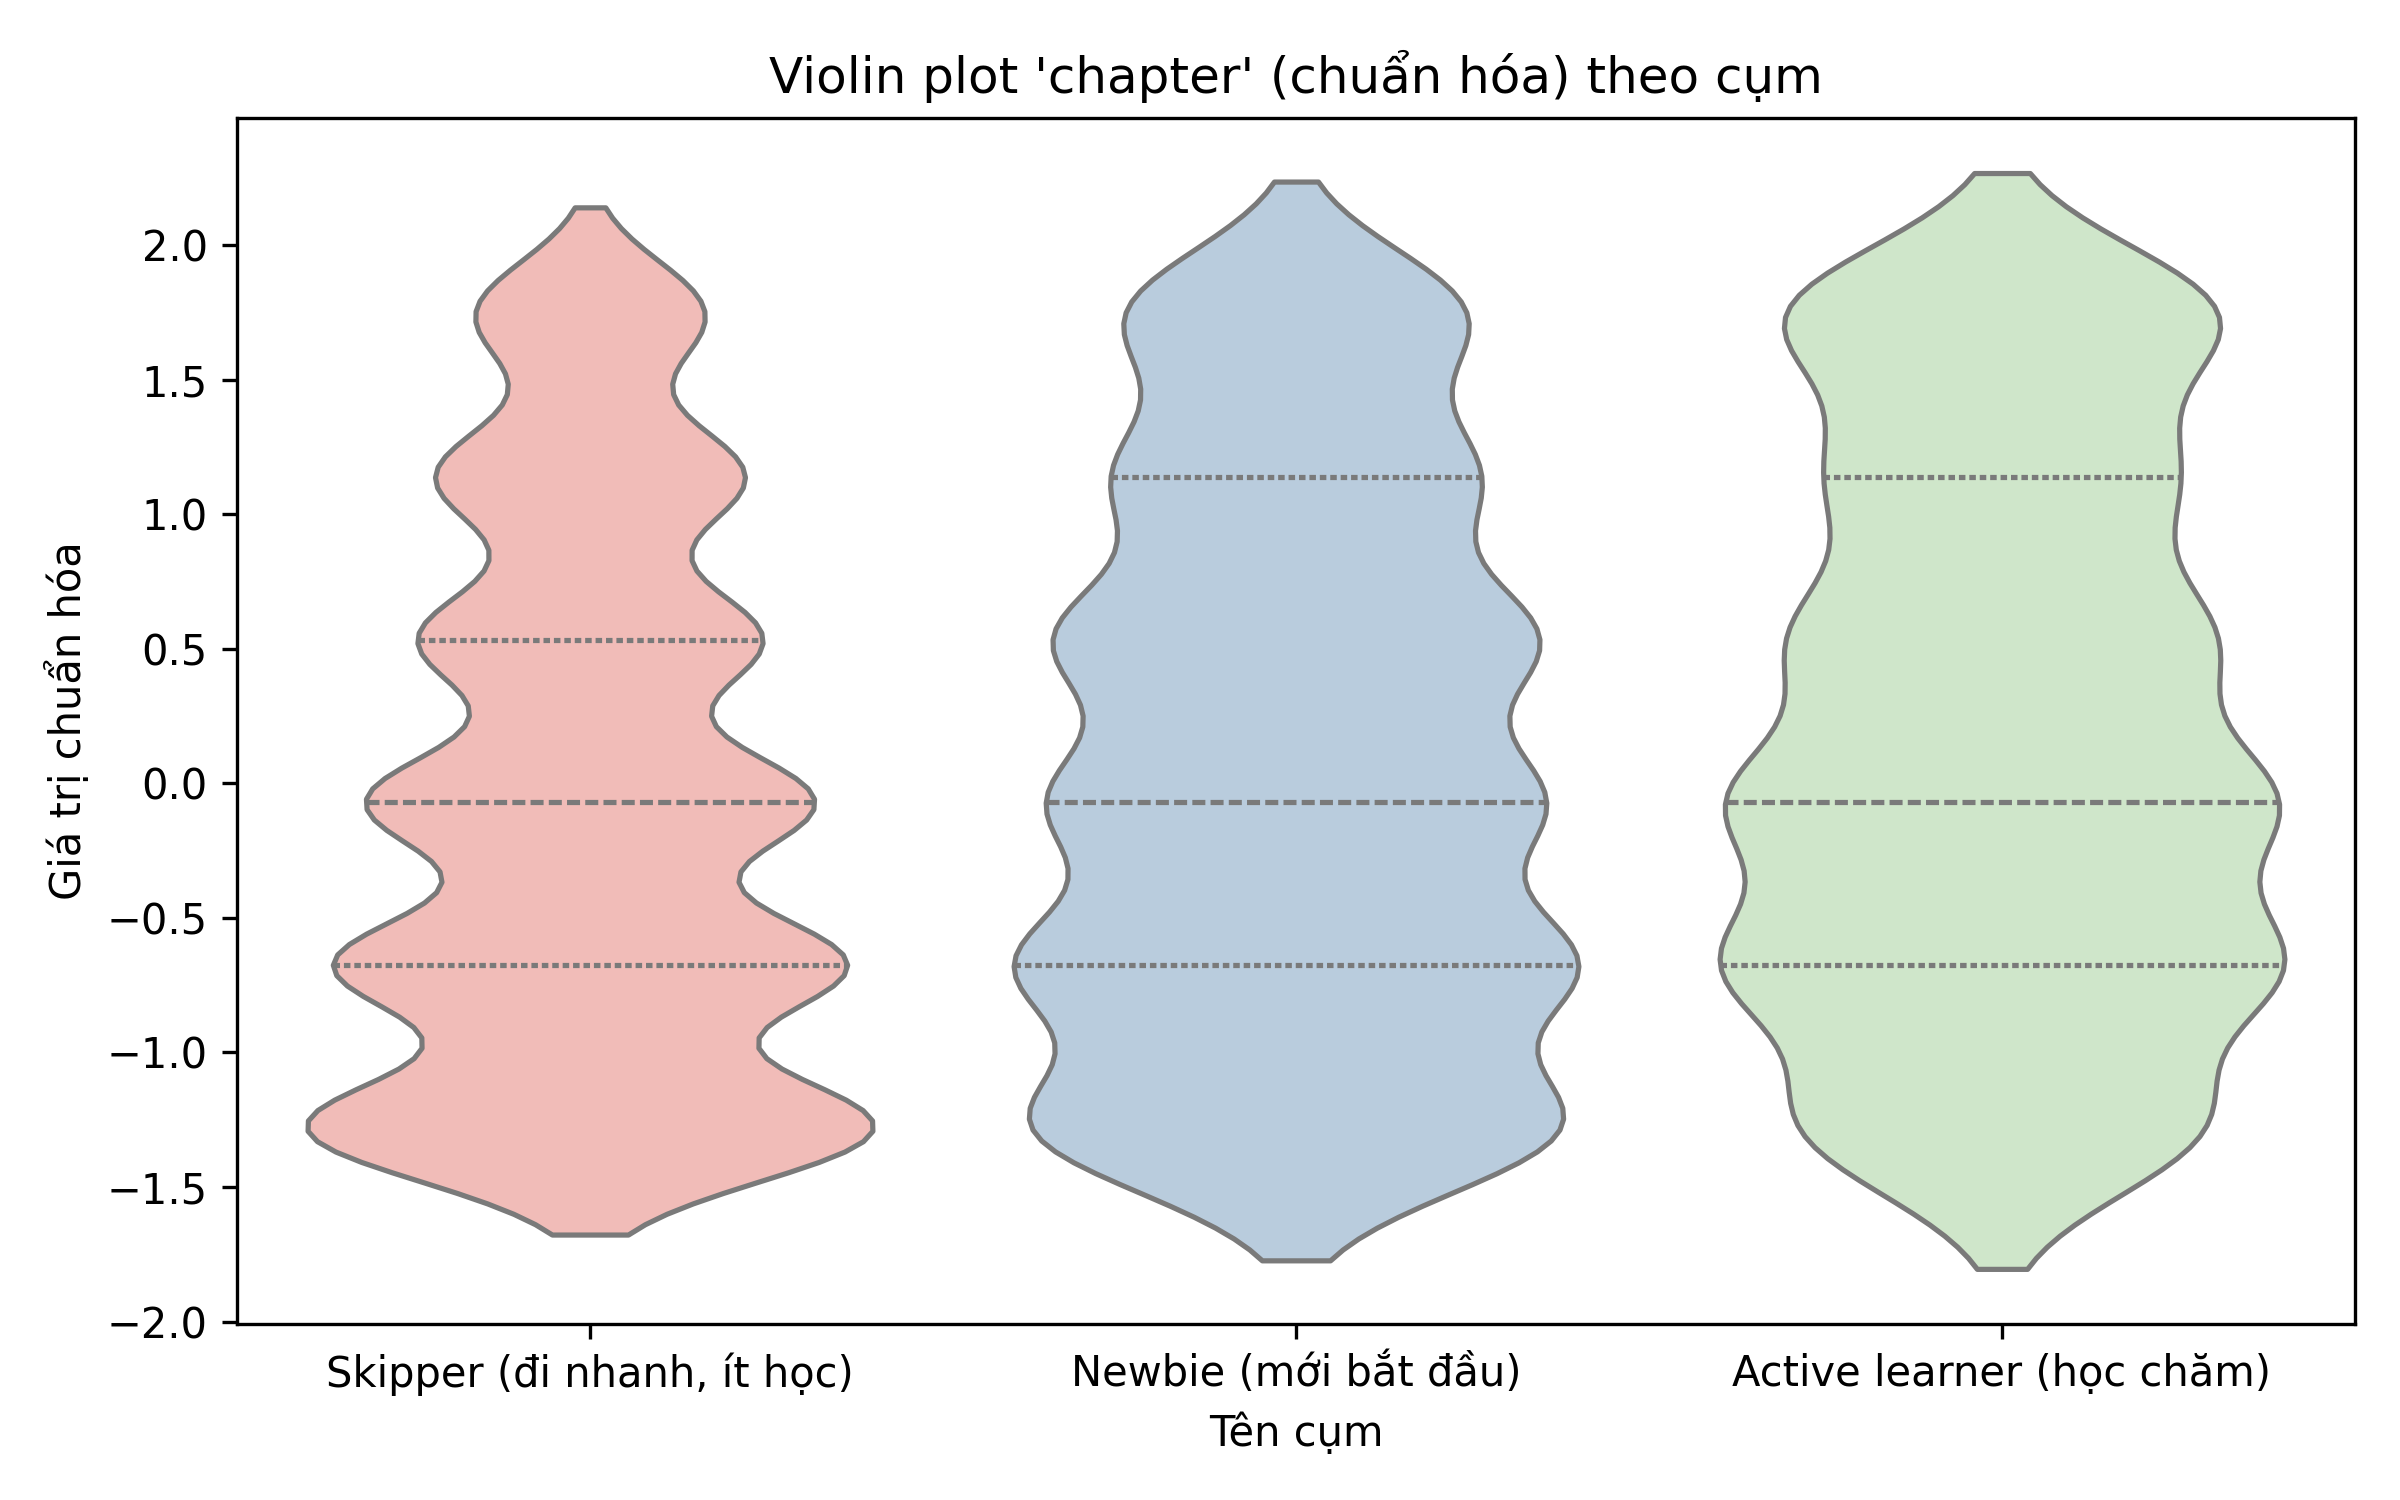 Violin plot 'chapter' (chuẩn hóa) theo cụm
Giá trị chuẩn hóa
2.0
1.5
1.0
0.5
0.0
−0.5
−1.0
−1.5
−2.0
Skipper (đi nhanh, ít học)
Newbie (mới bắt đầu)
Active learner (học chăm)
Tên cụm